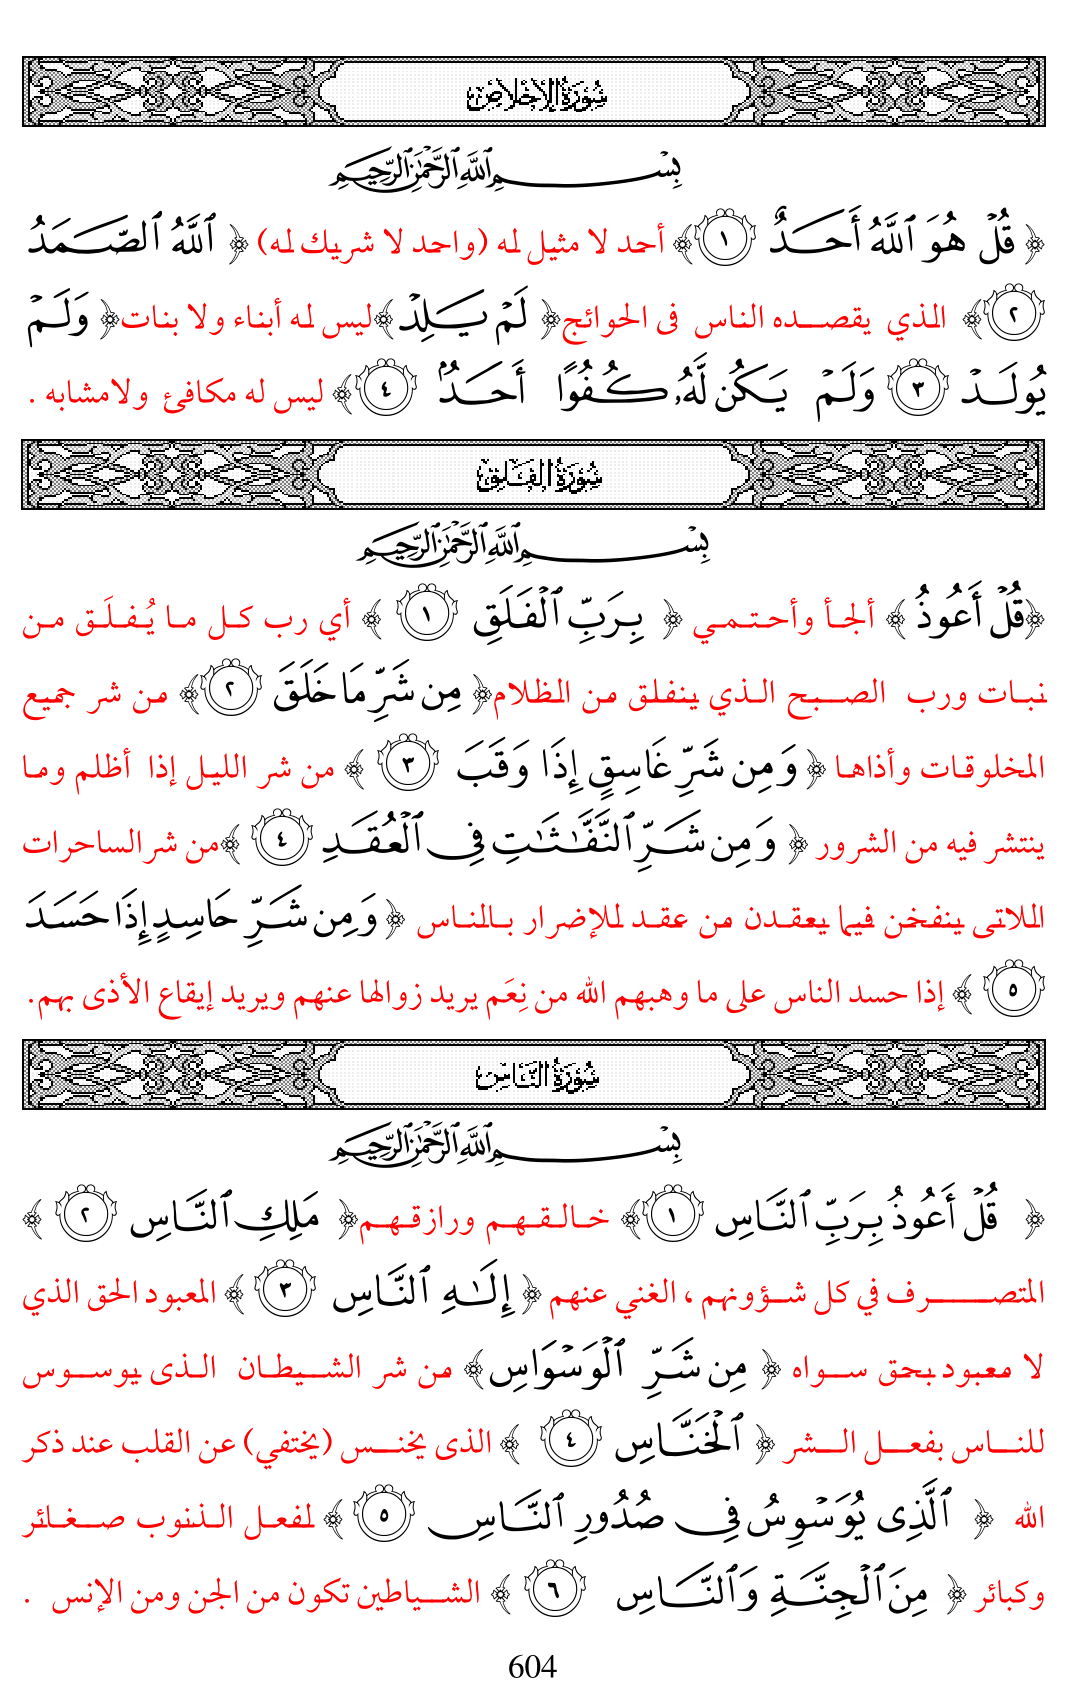 سُورَةُ الإِخْلَاصِ
بِسْمِ ٱللَّهِ ٱلرَّحْمَٰنِ ٱلرَّحِيمِ
﴿ قُلْ هُوَ ٱللَّهُ أَحَدٌ ١ ﴾ أحد لا مثيل له (واحد لا شريك له) ﴿ ٱللَّهُ ٱلصَّمَدُ
٢ ﴾ الذي يقصده الناس فى الحوائج﴿ لَمْ يَلِدْ ﴾ليس له أبناء ولا بنات﴿ وَلَمْ
يُولَدْ ٣ وَلَمْ يَكُن لَّهُۥ كُفُوًا أَحَدٌۢ ٤ ﴾ ليس له مكافئ ولامشابه .
سُورَةُ الفَلَقِ
بِسْمِ ٱللَّهِ ٱلرَّحْمَٰنِ ٱلرَّحِيمِ
﴿قُلْ أَعُوذُ ﴾ ألجأ وأحتمي ﴿ بِرَبِّ ٱلْفَلَقِ ١ ﴾ أي رب كل ما يُفلَق من
نبات ورب الصبح الذي ينفلق من الظلام﴿ مِن شَرِّ مَا خَلَقَ ٢ ﴾ من شر جميع
المخلوقات وأذاها ﴿ وَمِن شَرِّ غَاسِقٍ إِذَا وَقَبَ ٣ ﴾ من شر الليل إذا أظلم وما
ينتشر فيه من الشرور ﴿ وَمِن شَرِّ ٱلنَّفَّٰثَٰتِ فِى ٱلْعُقَدِ ٤ ﴾من شرالساحرات
اللاتى ينفخن فيما يعقدن من عقد للإضرار بالناس ﴿ وَمِن شَرِّ حَاسِدٍ إِذَا حَسَدَ
٥ ﴾ إذا حسد الناس على ما وهبهم الله من نِعَم يريد زوالها عنهم ويريد إيقاع الأذى بهم.
سُورَةُ النَّاسِ
بِسْمِ ٱللَّهِ ٱلرَّحْمَٰنِ ٱلرَّحِيمِ
﴿ قُلْ أَعُوذُ بِرَبِّ ٱلنَّاسِ ١ ﴾ خالقهم ورازقهم﴿ مَلِكِ ٱلنَّاسِ ٢ ﴾
المتصرف في كل شؤونهم ، الغني عنهم ﴿ إِلَٰهِ ٱلنَّاسِ ٣ ﴾ المعبود الحق الذي
لا معبود بحق سواه ﴿ مِن شَرِّ ٱلْوَسْوَاسِ ﴾ من شر الشيطان الذى يوسوس
للناس بفعل الشر ﴿ ٱلْخَنَّاسِ ٤ ﴾ الذى يخنس (يختفي) عن القلب عند ذكر
الله ﴿ ٱلَّذِى يُوَسْوِسُ فِى صُدُورِ ٱلنَّاسِ ٥ ﴾ لفعل الذنوب صغائر
وكبائر ﴿ مِنَ ٱلْجِنَّةِ وَٱلنَّاسِ ٦ ﴾ الشياطين تكون من الجن ومن الإنس .
604